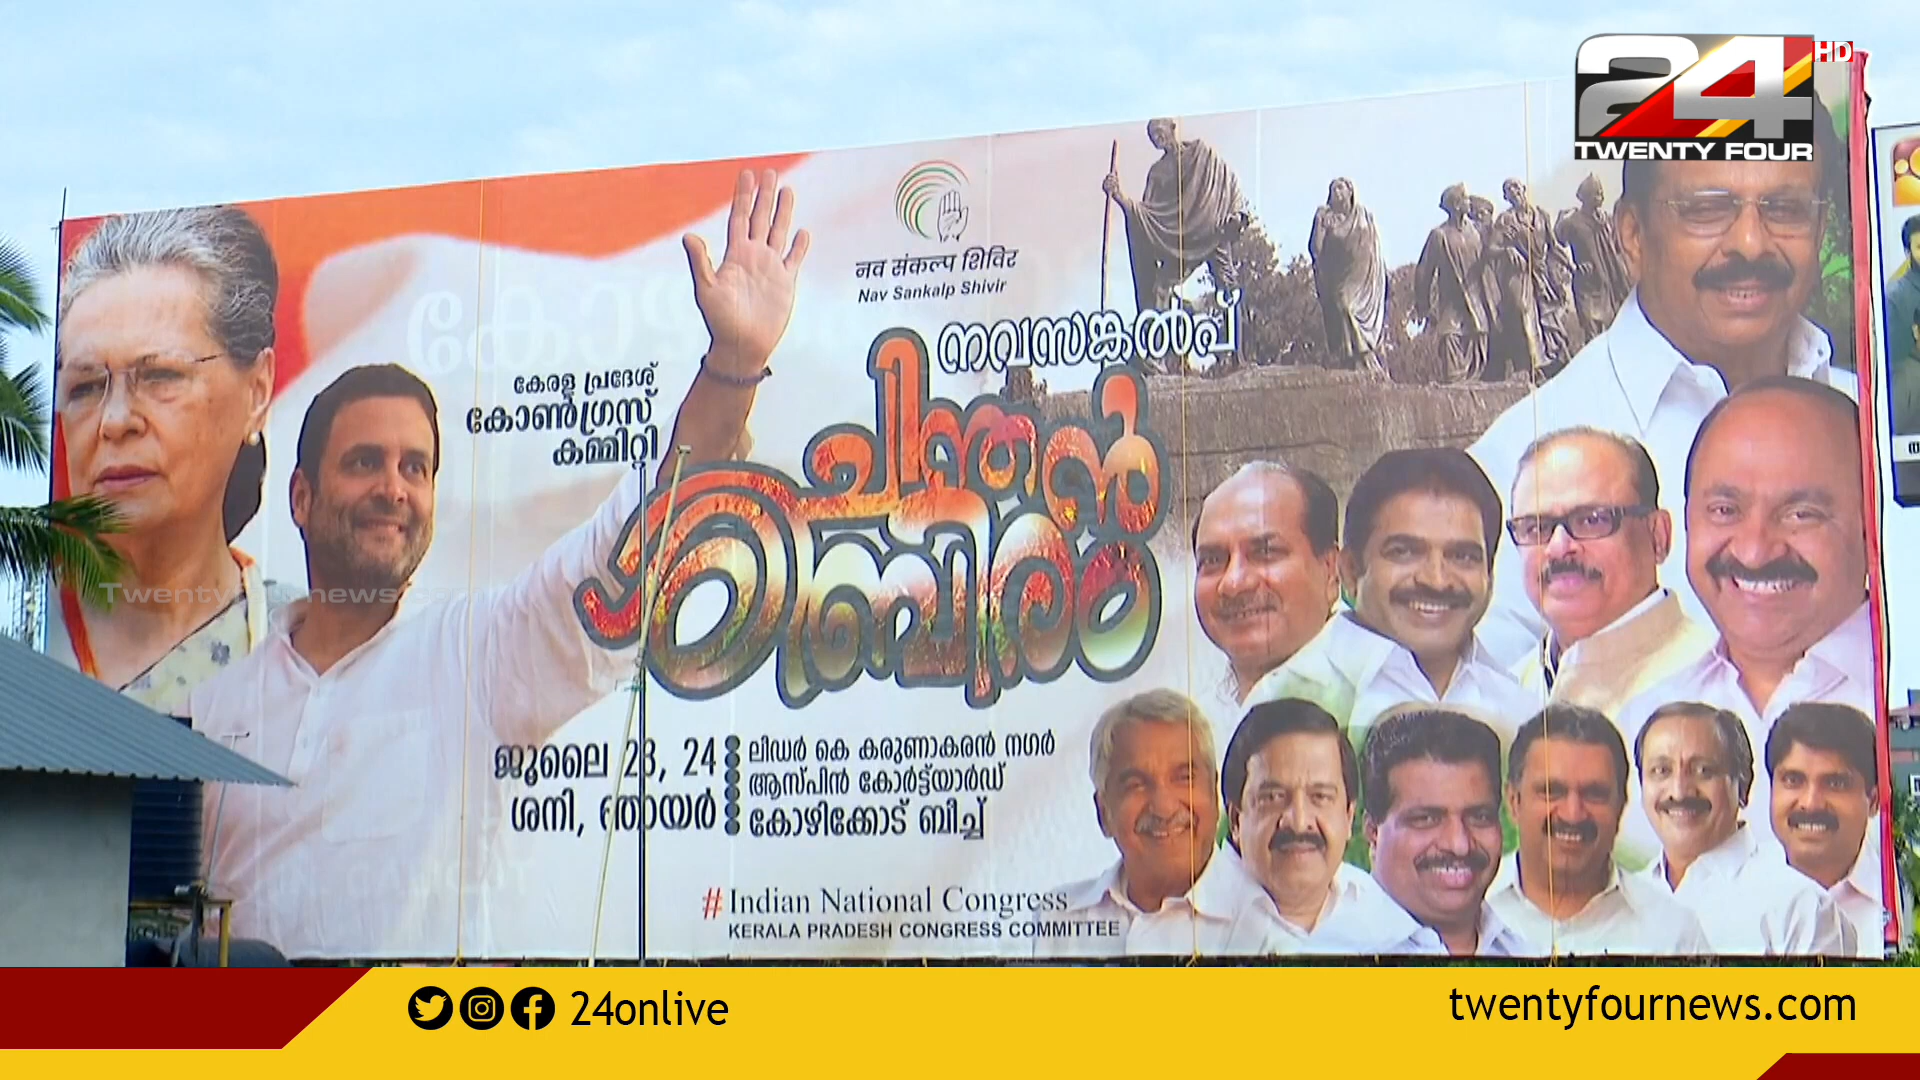 24 HD
TWENTY FOUR
नव संकल्प शिविर
Nav Sankalp Shivir
നവസങ്കൽപ്
ചിന്തൻ
ശിബിരം
കേരള പ്രദേശ്
കോൺഗ്രസ്
കമ്മിറ്റി
Twentyfournews.com
ജൂലൈ 23, 24
ശനി, ഞായർ
ലീഡർ കെ കരുണാകരൻ നഗർ
ആസ്പിൻ കോർട്ട്യാർഡ്
കോഴിക്കോട് ബീച്ച്
#Indian National Congress
KERALA PRADESH CONGRESS COMMITTEE
24onlive
twentyfournews.com